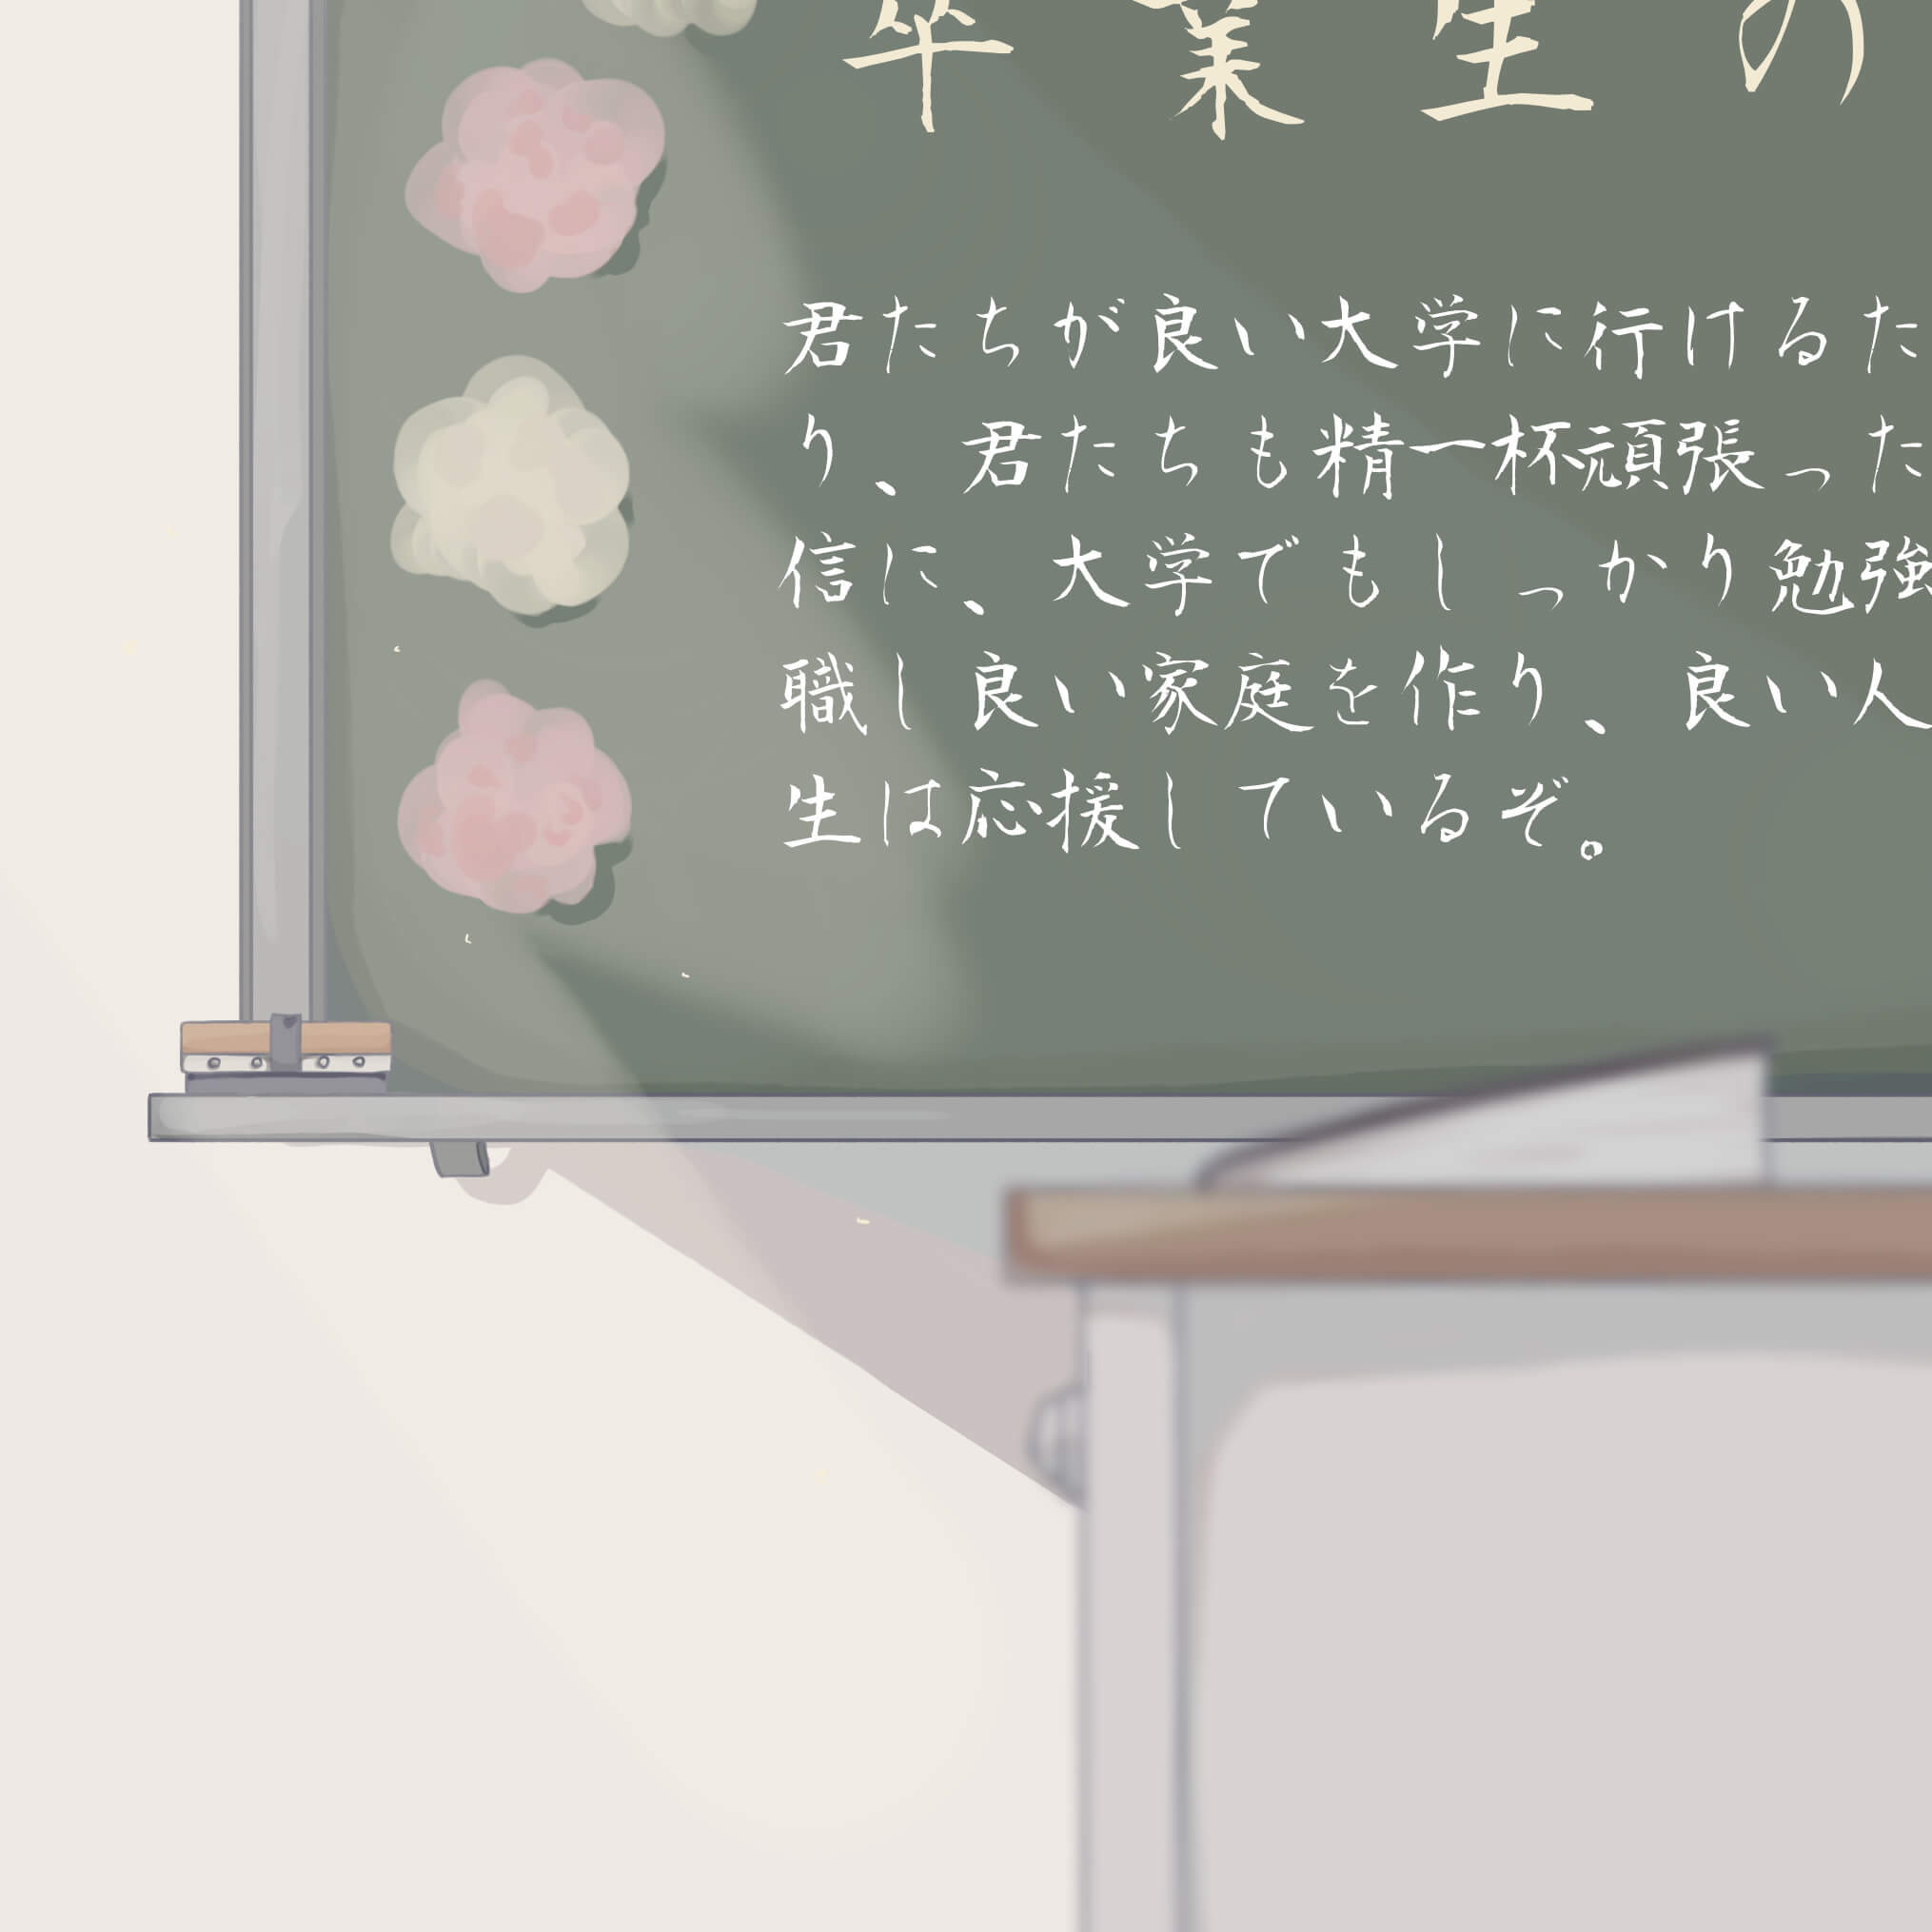 卒業生の
君たちが良い大学に行けるた
り、君たちも精一杯頑張った
信に、大学でもしっかり勉強
職し良い家庭を作り、良い人
生は応援しているぞ。